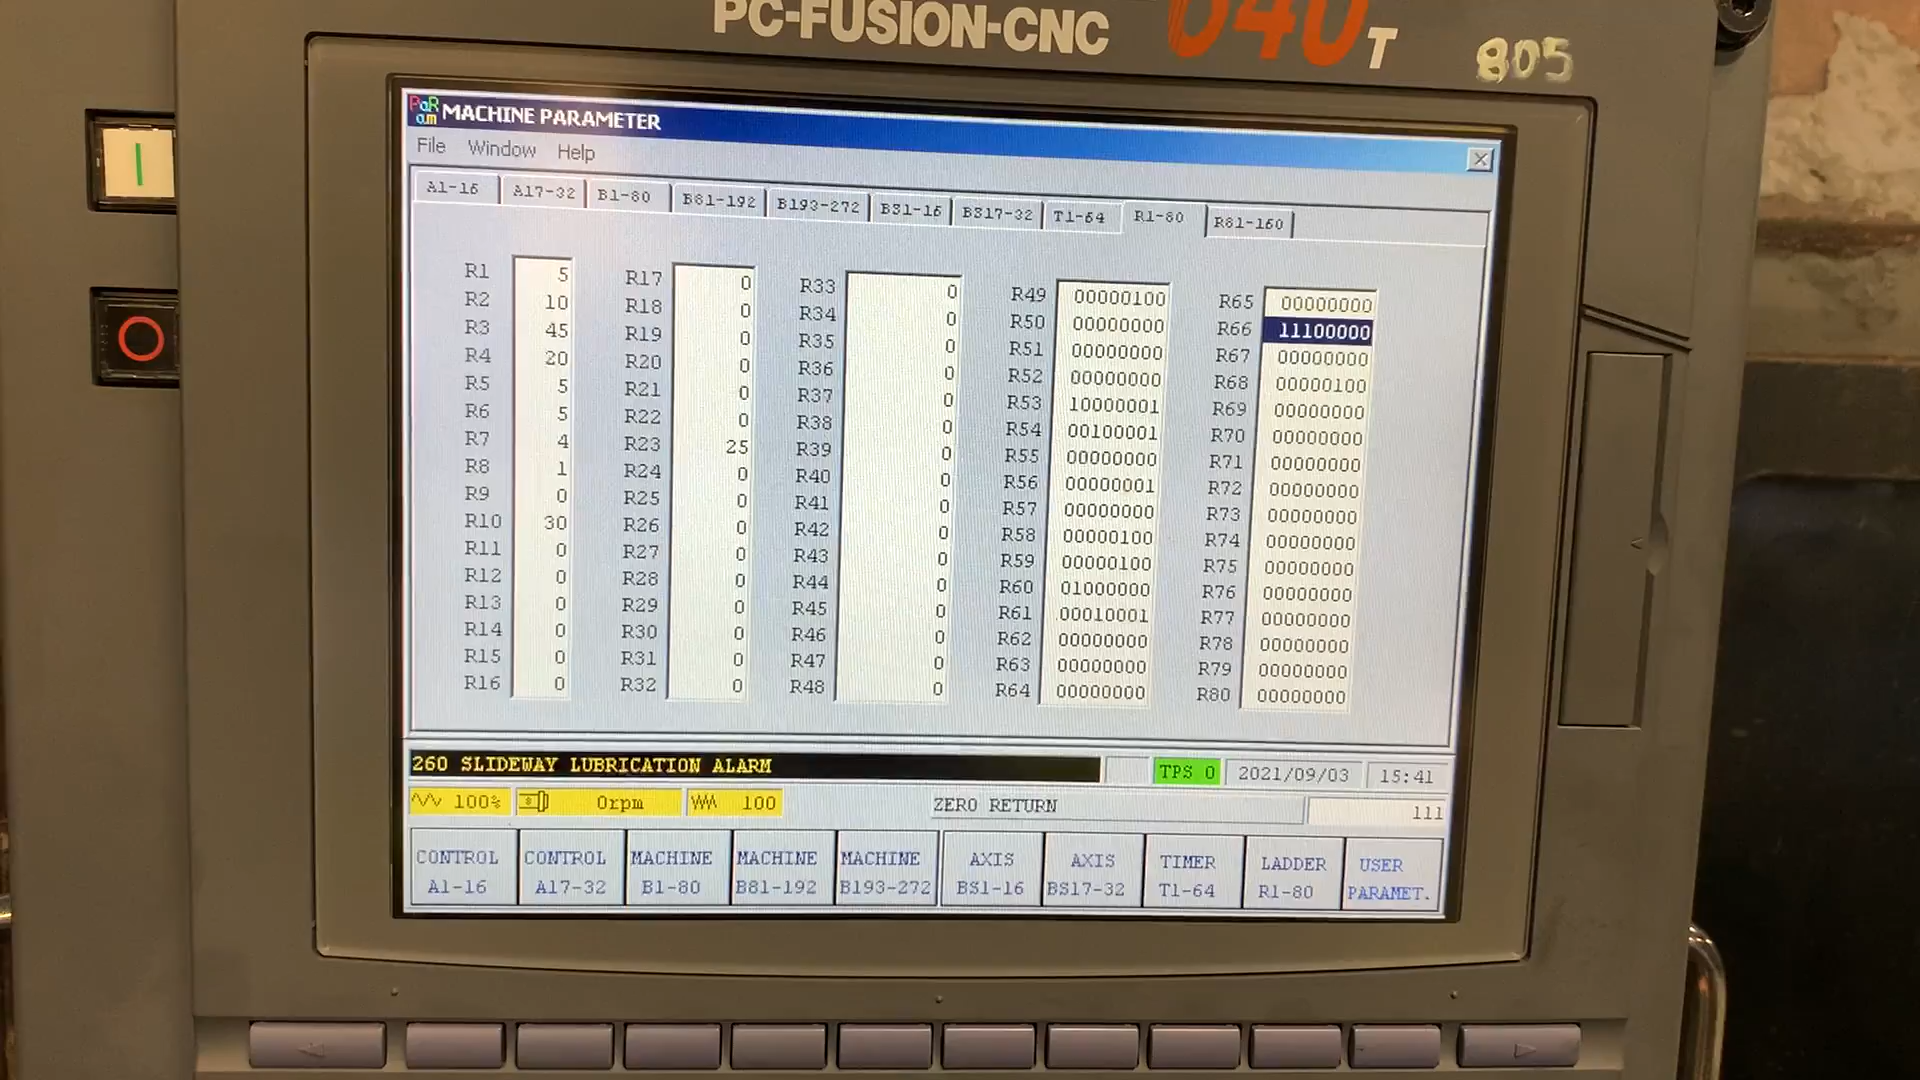 PC-FUSION-CNC 640T
805
PaRam MACHINE PARAMETER
File Window Help
A1-16 A17-32 B1-80 B81-192 B193-272 BS1-16 BS17-32 T1-64 R1-80 R81-160
R1 5 R17 0 R33 0 R49 00000100 R65 00000000
R2 10 R18 0 R34 0 R50 00000000 R66 11100000
R3 45 R19 0 R35 0 R51 00000000 R67 00000000
R4 20 R20 0 R36 0 R52 00000000 R68 00000100
R5 5 R21 0 R37 0 R53 10000001 R69 00000000
R6 5 R22 0 R38 0 R54 00100001 R70 00000000
R7 4 R23 25 R39 0 R55 00000000 R71 00000000
R8 1 R24 0 R40 0 R56 00000001 R72 00000000
R9 0 R25 0 R41 0 R57 00000000 R73 00000000
R10 30 R26 0 R42 0 R58 00000100 R74 00000000
R11 0 R27 0 R43 0 R59 00000100 R75 00000000
R12 0 R28 0 R44 0 R60 01000000 R76 00000000
R13 0 R29 0 R45 0 R61 00010001 R77 00000000
R14 0 R30 0 R46 0 R62 00000000 R78 00000000
R15 0 R31 0 R47 0 R63 00000000 R79 00000000
R16 0 R32 0 R48 0 R64 00000000 R80 00000000
260 SLIDEWAY LUBRICATION ALARM TPS 0 2021/09/03 15:41
100% 0rpm 100 ZERO RETURN 111
CONTROL CONTROL MACHINE MACHINE MACHINE AXIS AXIS TIMER LADDER USER
A1-16 A17-32 B1-80 B81-192 B193-272 BS1-16 BS17-32 T1-64 R1-80 PARAMET.